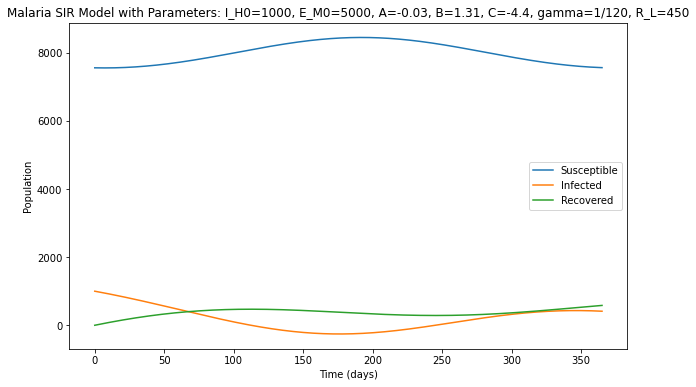 Malaria SIR Model with Parameters: I_H0=1000, E_M0=5000, A=-0.03, B=1.31, C=-4.4, gamma=1/120, R_L=450
8000
6000
4000
2000
0
Population
Susceptible
Infected
Recovered
0 50 100 150 200 250 300 350
Time (days)